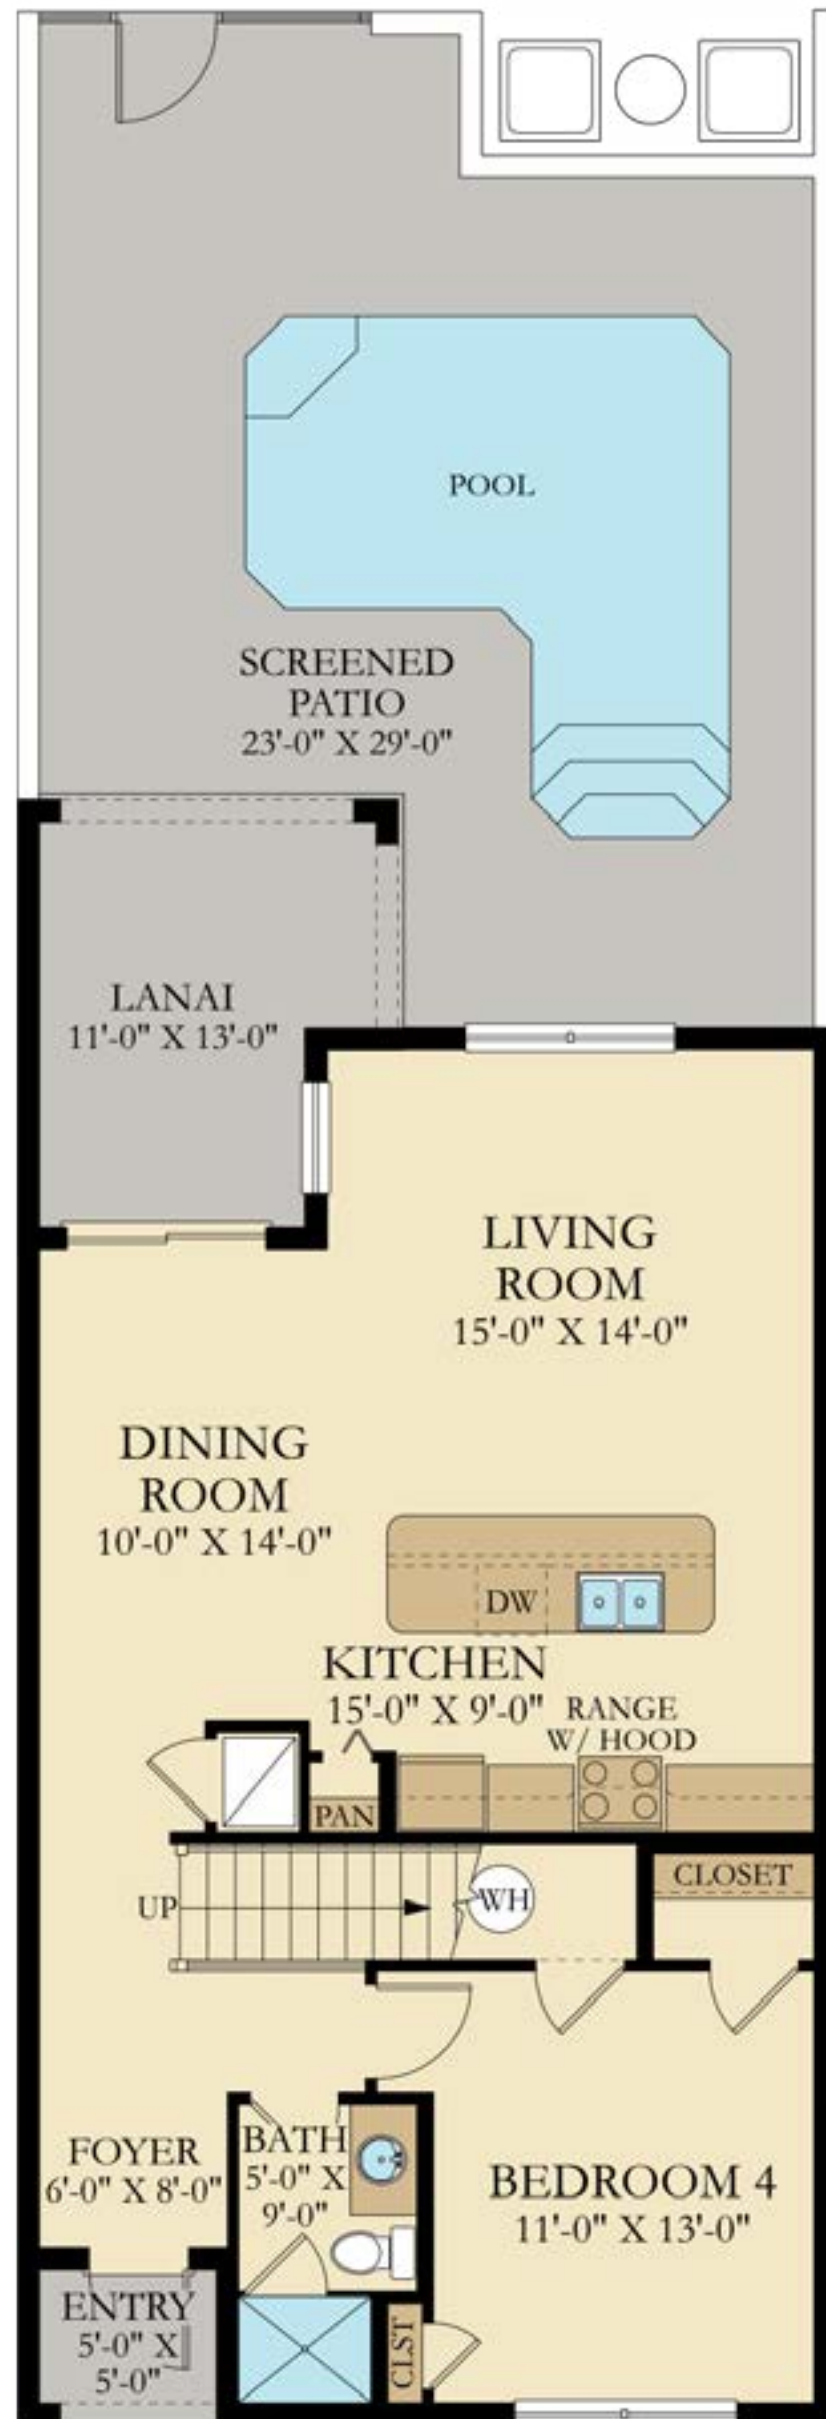 POOL
SCREENED
PATIO
23'-0" X 29'-0"
LANAI
11'-0" X 13'-0"
LIVING
ROOM
15'-0" X 14'-0"
DINING
ROOM
10'-0" X 14'-0"
DW
KITCHEN
15'-0" X 9'-0"
RANGE
W/ HOOD
PAN
CLOSET
UP
WH
FOYER
6'-0" X 8'-0"
BATH
5'-0" X
9'-0"
BEDROOM 4
11'-0" X 13'-0"
ENTRY
5'-0" X
5'-0"
CLST